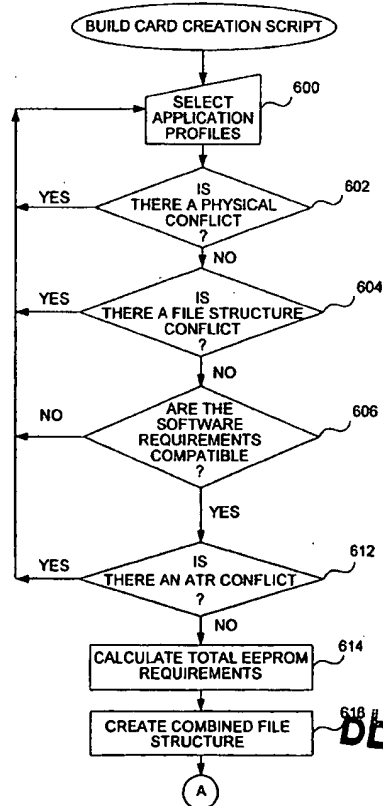 BUILD CARD CREATION SCRIPT
SELECT
APPLICATION
PROFILES
600
IS
THERE A PHYSICAL
CONFLICT
?
602
YES
NO
IS
THERE A FILE STRUCTURE
CONFLICT
?
604
YES
NO
ARE THE
SOFTWARE
REQUIREMENTS
COMPATIBLE
?
606
NO
YES
IS
THERE AN ATR CONFLICT
?
612
YES
NO
CALCULATE TOTAL EEPROM
REQUIREMENTS
614
CREATE COMBINED FILE
STRUCTURE
A